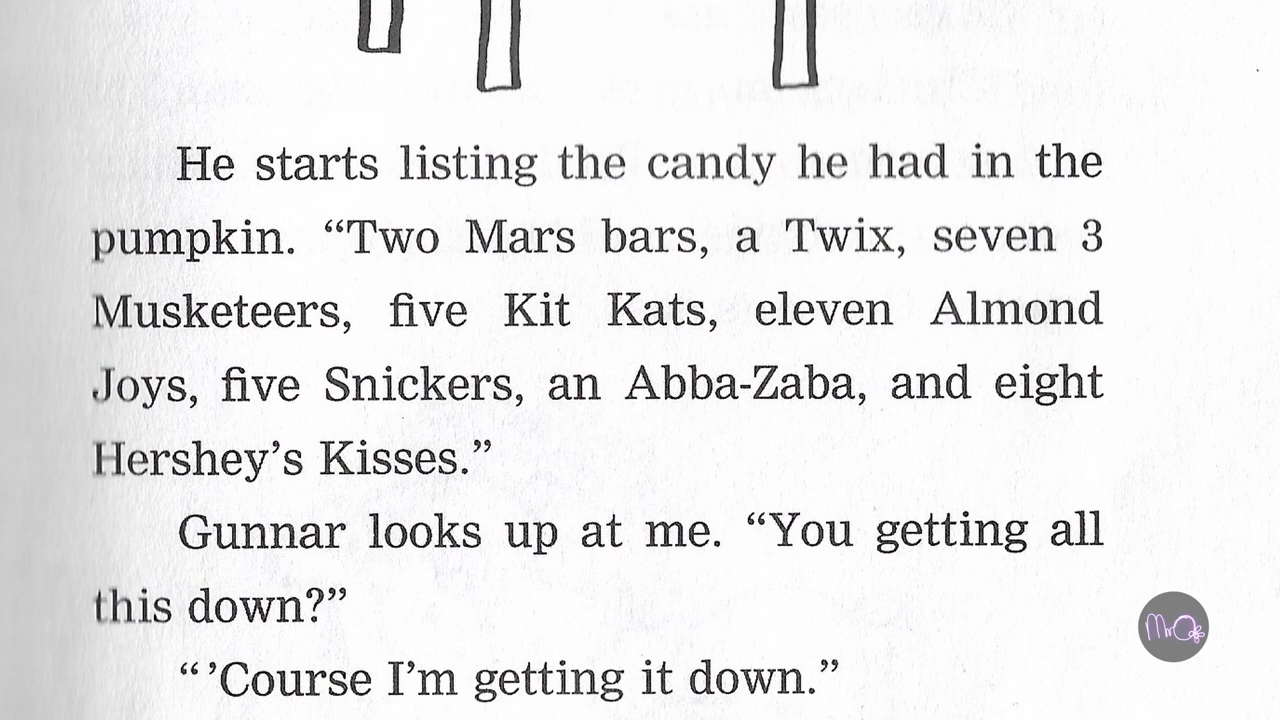 He starts listing the candy he had in the
pumpkin. “Two Mars bars, a Twix, seven 3
Musketeers, five Kit Kats, eleven Almond
Joys, five Snickers, an Abba-Zaba, and eight
Hershey’s Kisses.”
Gunnar looks up at me. “You getting all
this down?”
“ ’Course I’m getting it down.”